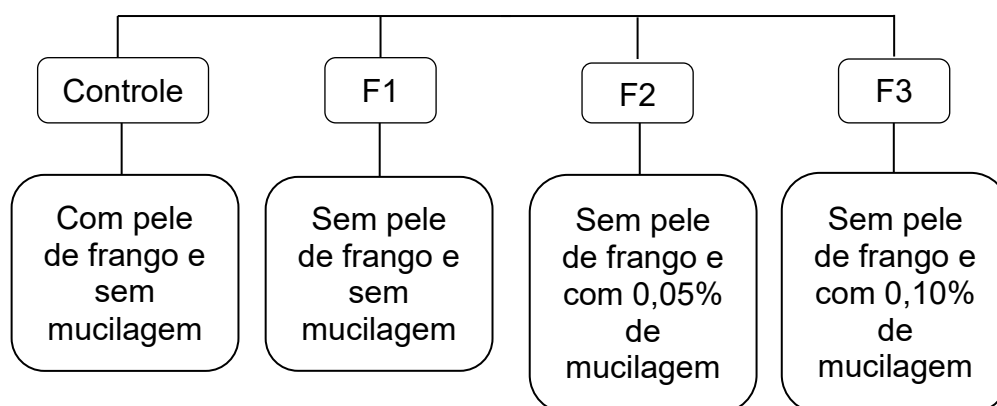 Controle
F1
F2
F3
Com pele
de frango e
sem
mucilagem
Sem pele
de frango e
sem
mucilagem
Sem pele
de frango e
com 0,05%
de
mucilagem
Sem pele
de frango e
com 0,10%
de
mucilagem